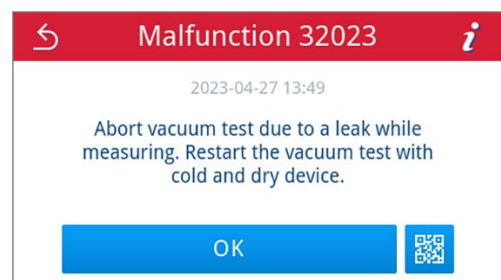 Malfunction 32023 i
2023-04-27 13:49
Abort vacuum test due to a leak while
measuring. Restart the vacuum test with
cold and dry device.
OK